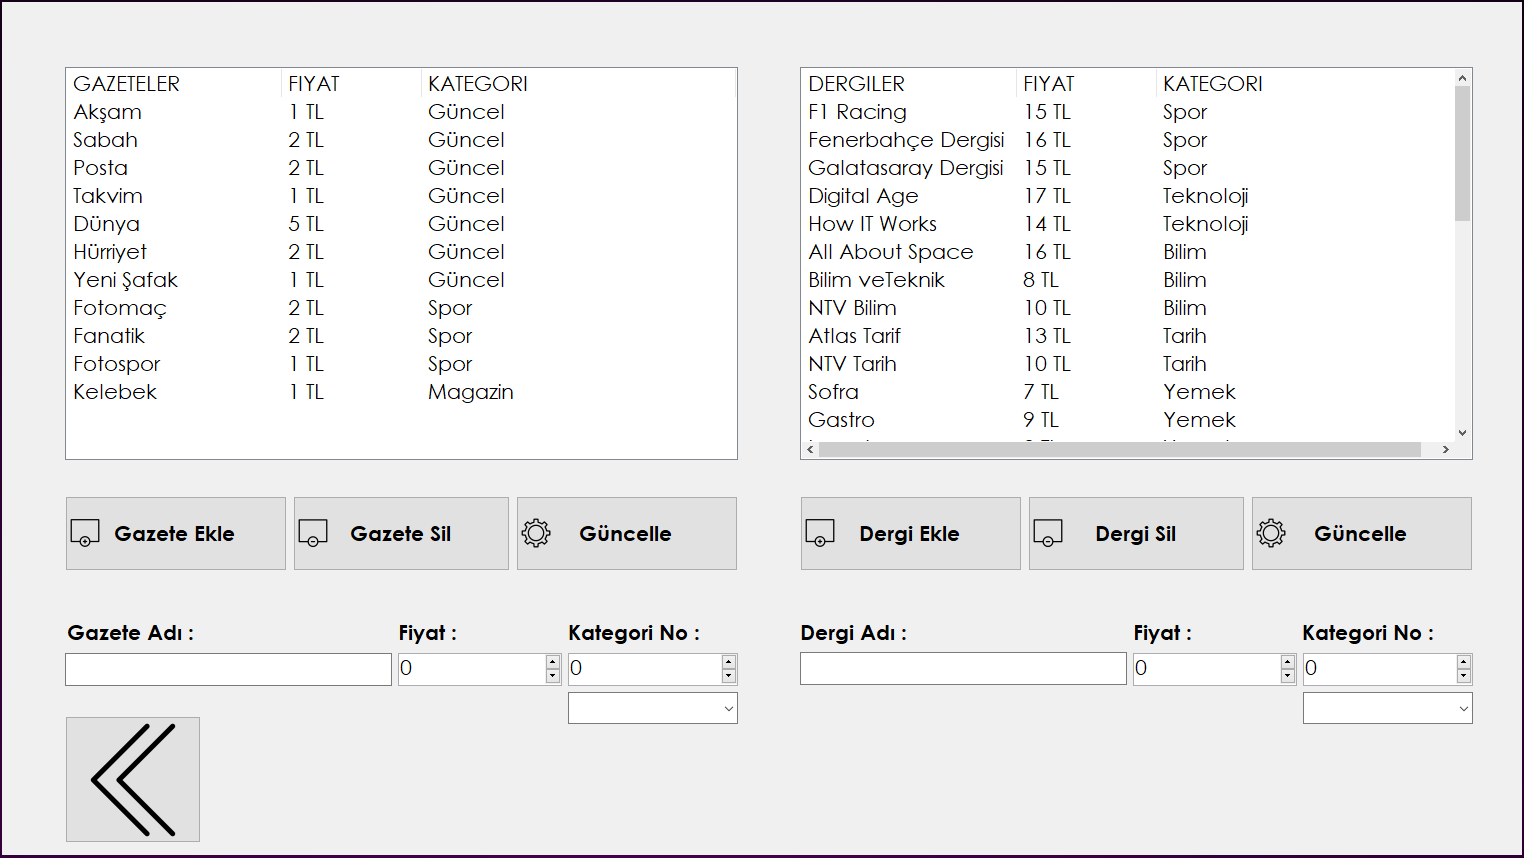 GAZETELER FIYAT KATEGORI
Akşam 1 TL Güncel
Sabah 2 TL Güncel
Posta 2 TL Güncel
Takvim 1 TL Güncel
Dünya 5 TL Güncel
Hürriyet 2 TL Güncel
Yeni Şafak 1 TL Güncel
Fotomaç 2 TL Spor
Fanatik 2 TL Spor
Fotospor 1 TL Spor
Kelebek 1 TL Magazin
DERGILER FIYAT KATEGORI
F1 Racing 15 TL Spor
Fenerbahçe Dergisi 16 TL Spor
Galatasaray Dergisi 15 TL Spor
Digital Age 17 TL Teknoloji
How IT Works 14 TL Teknoloji
All About Space 16 TL Bilim
Bilim veTeknik 8 TL Bilim
NTV Bilim 10 TL Bilim
Atlas Tarif 13 TL Tarih
NTV Tarih 10 TL Tarih
Sofra 7 TL Yemek
Gastro 9 TL Yemek
Gazete Ekle Gazete Sil Güncelle
Dergi Ekle Dergi Sil Güncelle
Gazete Adı : Fiyat : Kategori No :
0 0
Dergi Adı : Fiyat : Kategori No :
0 0